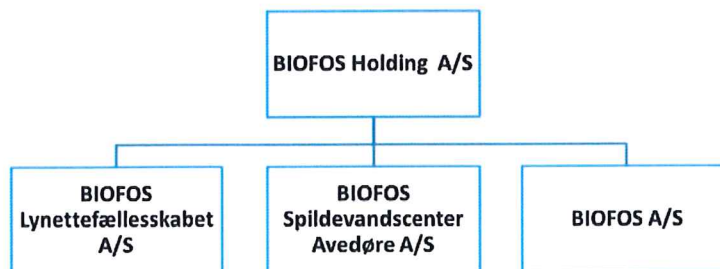 BIOFOS Holding A/S
BIOFOS
Lynettefællesskabet
A/S
BIOFOS
Spildevandscenter
Avedøre A/S
BIOFOS A/S